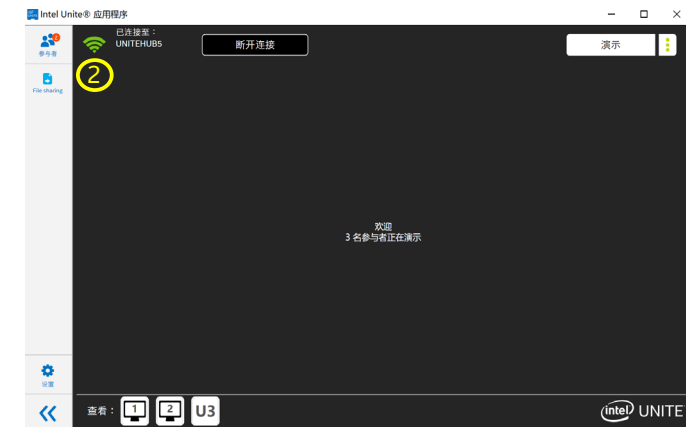 Intel Unite® 应用程序
已连接至：
UNITEHUB5
断开连接
演示
2
参与者
File sharing
2
欢迎
3 名参与者正在演示
设置
查看：
1
2
U3
intel UNITE